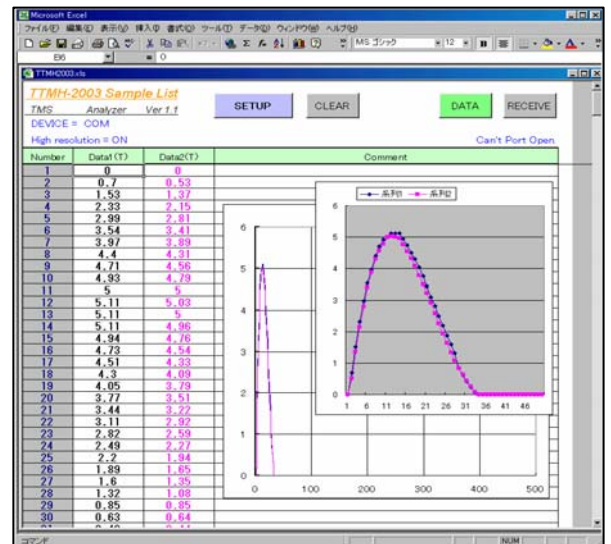 Microsoft Excel
ファイル(F) 編集(E) 表示(V) 挿入(I) 書式(O) ツール(T) データ(D) ウィンドウ(W) ヘルプ(H)
MS ゴシック 12 B
B6 = 0
TTMH2003.xls
TTMH-2003 Sample List
TMS Analyzer Ver 1.1 SETUP CLEAR DATA RECEIVE
DEVICE = COM
High resolution = ON Can't Port Open
Number Data1(T) Data2(T) Comment
1 0 0
2 0.7 0.53
3 1.53 1.37
4 2.33 2.15
5 2.99 2.81
6 3.54 3.41
7 3.97 3.89
8 4.4 4.31
9 4.71 4.56
10 4.93 4.79
11 5 5
12 5.11 5.03
13 5.11 5
14 5.11 4.96
15 4.94 4.76
16 4.73 4.54
17 4.51 4.33
18 4.3 4.09
19 4.05 3.79
20 3.77 3.51
21 3.44 3.22
22 3.11 2.92
23 2.82 2.59
24 2.49 2.27
25 2.2 1.94
26 1.89 1.65
27 1.6 1.35
28 1.32 1.08
29 0.85 0.85
30 0.63 0.64
6
5
4
3
2
1
0
0 100 200 300 400 500
系列1 系列2
6
5
4
3
2
1
0
1 6 11 16 21 26 31 36 41 46
コマンド NUM